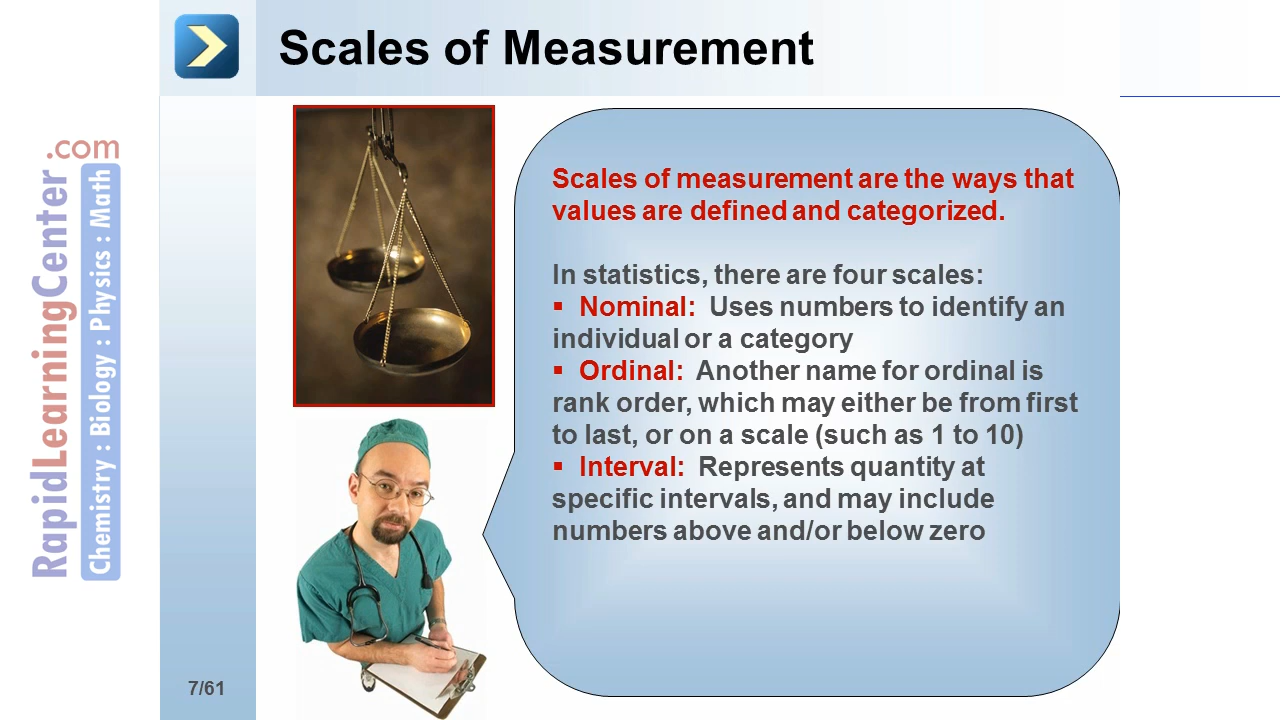 Scales of Measurement
.com
RapidLearningCenter
Chemistry : Biology : Physics : Math
Scales of measurement are the ways that
values are defined and categorized.
In statistics, there are four scales:
▪ Nominal: Uses numbers to identify an
individual or a category
▪ Ordinal: Another name for ordinal is
rank order, which may either be from first
to last, or on a scale (such as 1 to 10)
▪ Interval: Represents quantity at
specific intervals, and may include
numbers above and/or below zero
7/61